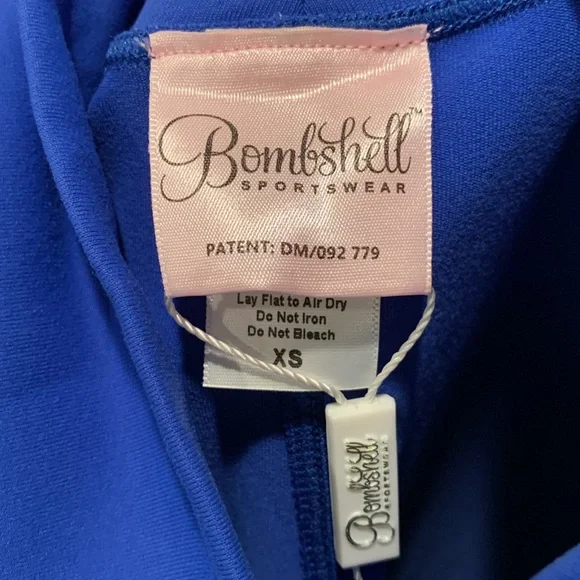 Bombshell™
SPORTSWEAR
PATENT: DM/092 779
Lay Flat to Air Dry
Do Not Iron
Do Not Bleach
XS
Bombshell
SPORTSWEAR